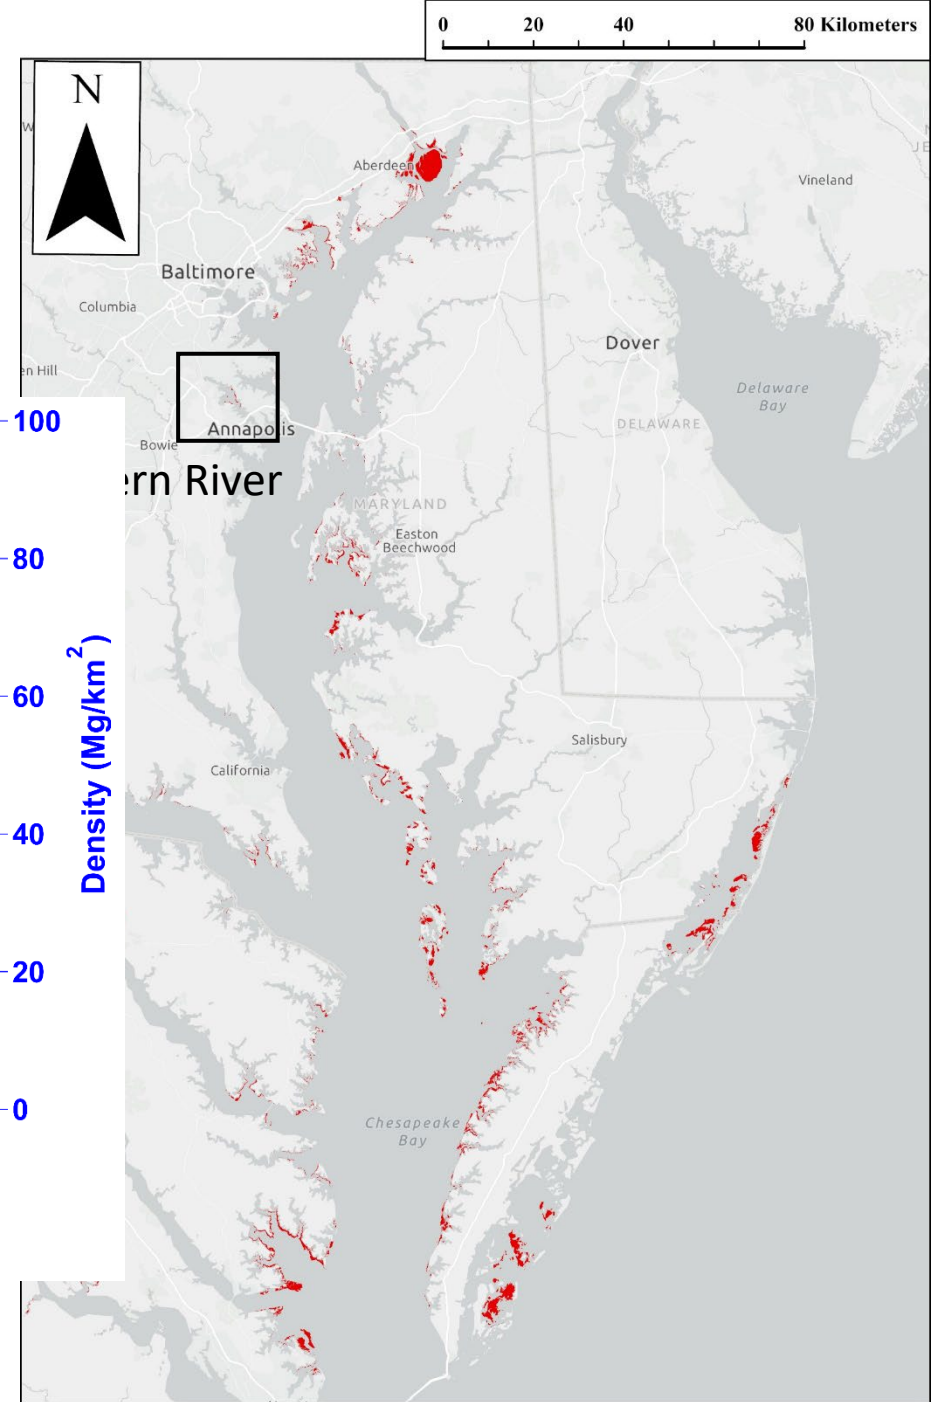 0 20 40 80 Kilometers
N
W
Aberdeen
Vineland
Baltimore
Columbia
en Hill
Dover
Delaware
Bay
100
Annapolis
DELAWARE
Bowie
ern River
MARYLAND
Easton
Beechwood
80
Density (Mg/km²)
60
Salisbury
California
40
20
0
Chesapeake
Bay